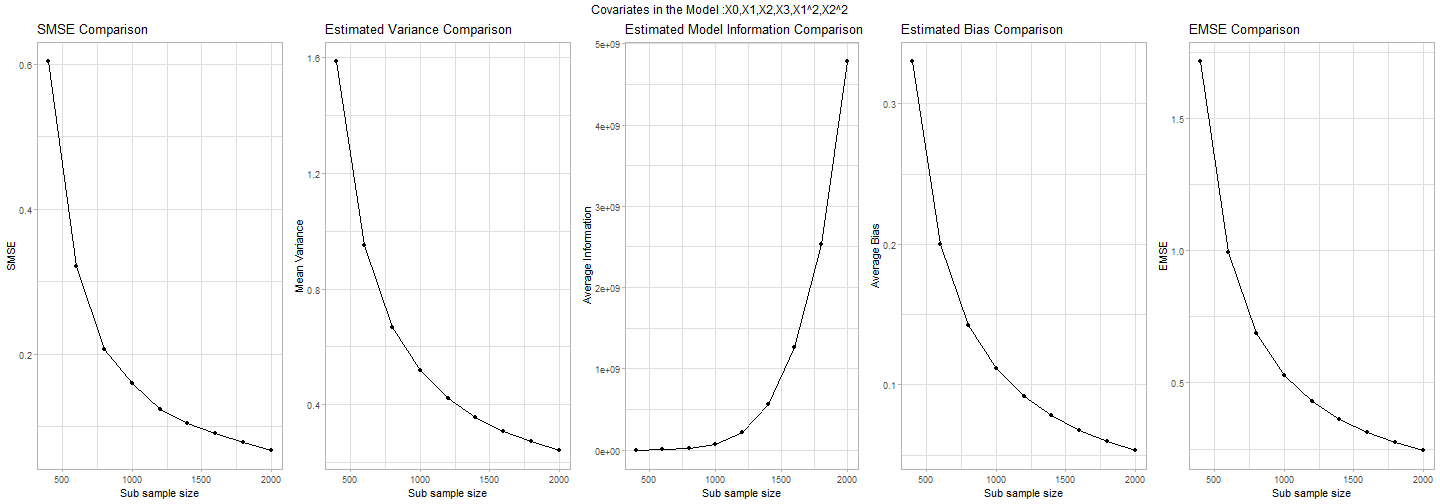 Covariates in the Model :X0,X1,X2,X3,X1^2,X2^2
SMSE Comparison
SMSE
0.6
0.4
0.2
500 1000 1500 2000
Sub sample size
Estimated Variance Comparison
Mean Variance
1.6
1.2
0.8
0.4
500 1000 1500 2000
Sub sample size
Estimated Model Information Comparison
Average Information
5e+09
4e+09
3e+09
2e+09
1e+09
0e+00
500 1000 1500 2000
Sub sample size
Estimated Bias Comparison
Average Bias
0.3
0.2
0.1
500 1000 1500 2000
Sub sample size
EMSE Comparison
EMSE
1.5
1.0
0.5
500 1000 1500 2000
Sub sample size